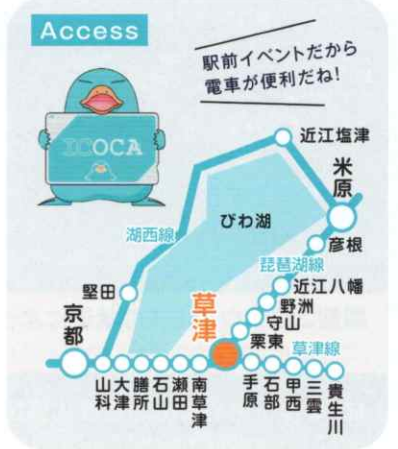 Access
駅前イベントだから
電車が便利だね!
ICOCA
近江塩津
米原
びわ湖
湖西線
彦根
琵琶湖線
近江八幡
堅田
野洲
守山
草津
栗東
京都
草津線
山科
大津
膳所
石山
瀬田
南草津
手原
石部
甲西
三雲
貴生川